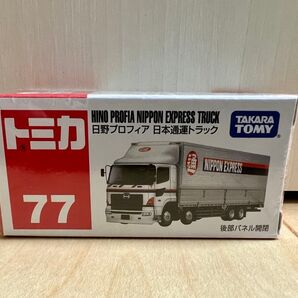 トミカ
77
HINO PROFIA NIPPON EXPRESS TRUCK
日野プロフィア 日本通運トラック
TAKARA
TOMY
通
NIPPON EXPRESS
後部パネル開閉